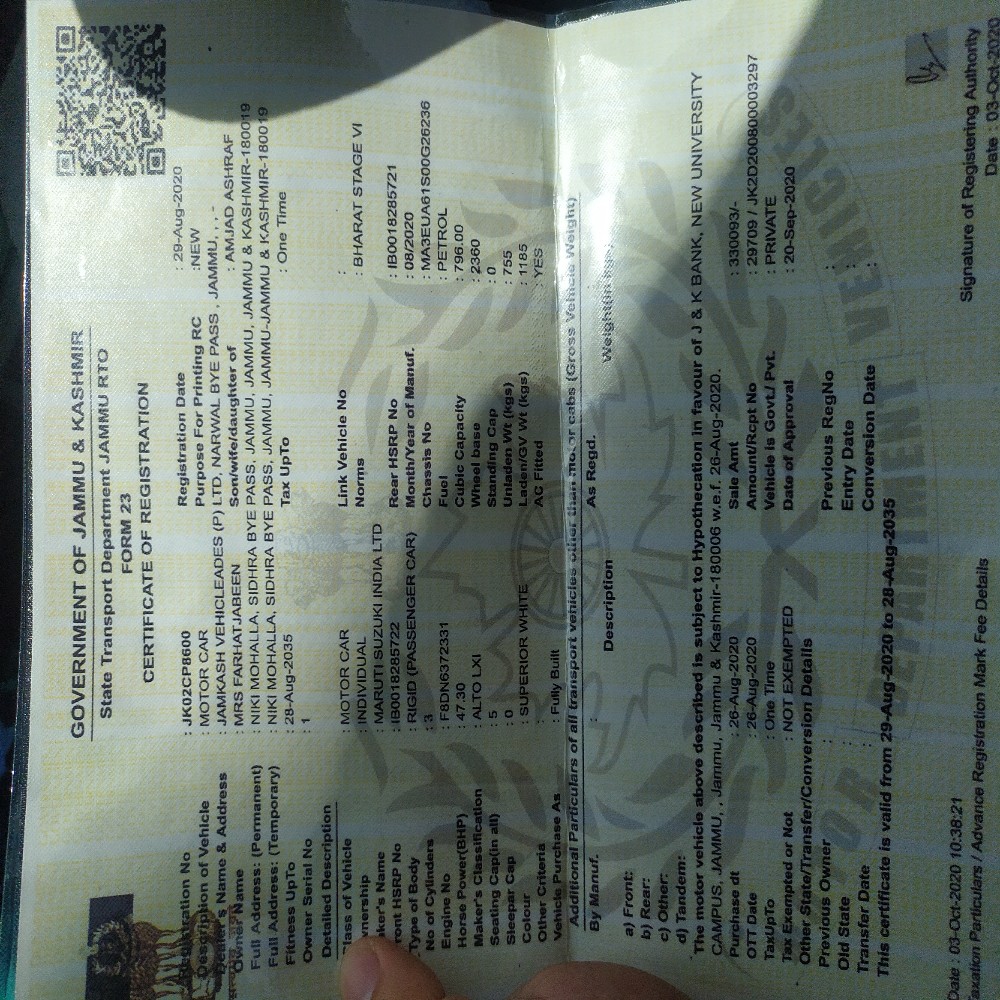 GOVERNMENT OF JAMMU & KASHMIR
State Transport Department JAMMU RTO
FORM 23
CERTIFICATE OF REGISTRATION
Registration No : JK02CP8600 Registration Date : 29-Aug-2020
Description of Vehicle : MOTOR CAR Purpose For Printing RC :NEW
Dealer's Name & Address : JAMKASH VEHICLEADES (P) LTD, NARWAL BYE PASS , JAMMU, , , -
Owner Name : MRS FARHATJABEEN Son/wife/daughter of : AMJAD ASHRAF
Full Address: (Permanent) : NIKI MOHALLA, SIDHRA BYE PASS, JAMMU, JAMMU, JAMMU & KASHMIR-180019
Full Address: (Temporary) : NIKI MOHALLA, SIDHRA BYE PASS, JAMMU, JAMMU-JAMMU & KASHMIR-180019
Fitness UpTo : 28-Aug-2035 Tax UpTo : One Time
Owner Serial No : 1
Detailed Description
Class of Vehicle : MOTOR CAR Link Vehicle No :
Ownership : INDIVIDUAL Norms : BHARAT STAGE VI
Maker's Name : MARUTI SUZUKI INDIA LTD
Front HSRP No : IB0018285722 Rear HSRP No : IB0018285721
Type of Body : RIGID (PASSENGER CAR) Month/Year of Manuf. : 08/2020
No of Cylinders : 3 Chassis No : MA3EUA61S00G26236
Engine No : F8DN6372331 Fuel : PETROL
Horse Power(BHP) : 47.30 Cubic Capacity : 796.00
Maker's Classification : ALTO LXI Wheel base : 2360
Seating Cap(in all) : 5 Standing Cap : 0
Sleepar Cap : 0 Unladen Wt (kgs) : 755
Colour : SUPERIOR WHITE Laden/GV Wt (kgs) : 1185
Other Criteria : AC Fitted : YES
Vehicle Purchase As : Fully Built
Additional Particulars of all transport vehicles other than motor cabs (Gross Vehicle Weight)
By Manuf. : As Regd. :
Description Weight(in kgs)
a) Front:
b) Rear:
c) Other:
d) Tandem:
The motor vehicle above described is subject to Hypothecation in favour of J & K BANK, NEW UNIVERSITY
CAMPUS, JAMMU, , Jammu, Jammu & Kashmir-180006 w.e.f. 26-Aug-2020.
Purchase dt : 26-Aug-2020 Sale Amt : 330093/-
OTT Date : 26-Aug-2020 Amount/Rcpt No : 29709 / JK2D2008000032​97
TaxUpTo : One Time Vehicle is Govt./ Pvt. : PRIVATE
Tax Exempted or Not : NOT EXEMPTED Date of Approval : 20-Sep-2020
Other State/Transfer/Conversion Details
Previous Owner : Previous RegNo :
Old State : Entry Date :
Transfer Date : Conversion Date :
This certificate is valid from 29-Aug-2020 to 28-Aug-2035
Signature of Registering Authority
Date : 03-Oct-2020 10:38:21 Date : 03-Oct-2020
Taxation Particulars / Advance Registration Mark Fee Details
DEPARTMENT VEHICLES